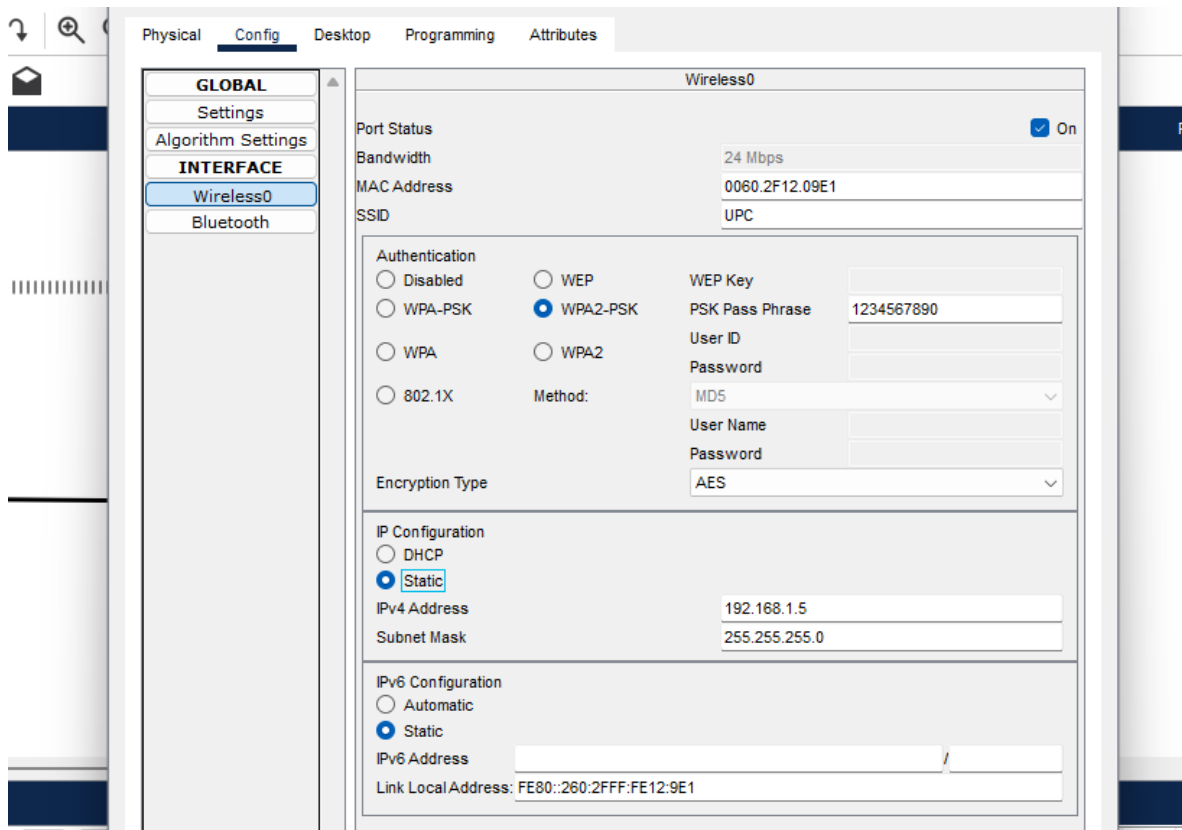 Physical Config Desktop Programming Attributes
GLOBAL
Settings
Algorithm Settings
INTERFACE
Wireless0
Bluetooth
Wireless0
Port Status On
Bandwidth 24 Mbps
MAC Address 0060.2F12.09E1
SSID UPC
Authentication
Disabled WEP WEP Key
WPA-PSK WPA2-PSK PSK Pass Phrase 1234567890
User ID
WPA WPA2
Password
802.1X Method: MD5
User Name
Password
Encryption Type AES
IP Configuration
DHCP
Static
IPv4 Address 192.168.1.5
Subnet Mask 255.255.255.0
IPv6 Configuration
Automatic
Static
IPv6 Address /
Link Local Address: FE80::260:2FFF:FE12:9E1